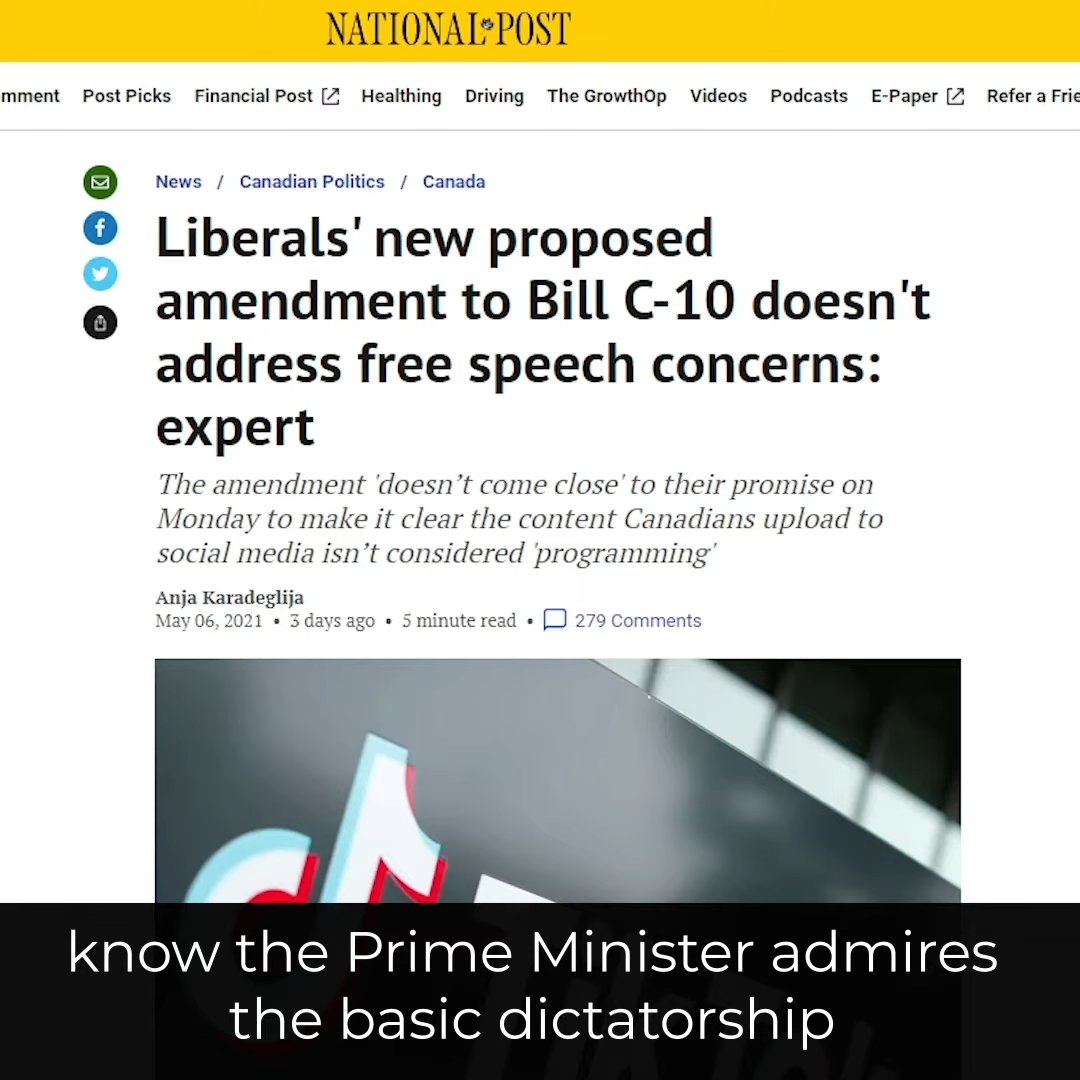 NATIONAL POST
mment Post Picks Financial Post Healthing Driving The GrowthOp Videos Podcasts E-Paper Refer a Frie
News / Canadian Politics / Canada
Liberals' new proposed
amendment to Bill C-10 doesn't
address free speech concerns:
expert
The amendment 'doesn’t come close' to their promise on
Monday to make it clear the content Canadians upload to
social media isn’t considered 'programming'
Anja Karadeglija
May 06, 2021 • 3 days ago • 5 minute read • 279 Comments
know the Prime Minister admires
the basic dictatorship